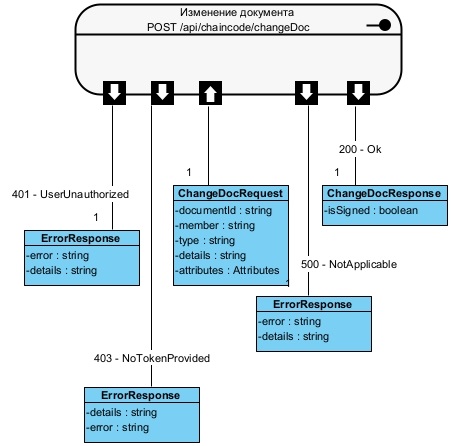 Изменение документа
POST /api/chaincode/changeDoc
200 - Ok
1
1
401 - UserUnauthorized
1
ChangeDocRequest
-documentId : string
-member : string
-type : string
-details : string
-attributes : Attributes
ChangeDocResponse
-isSigned : boolean
ErrorResponse
-error : string
-details : string
500 - NotApplicable
1
ErrorResponse
-error : string
-details : string
403 - NoTokenProvided
ErrorResponse
-details : string
-error : string